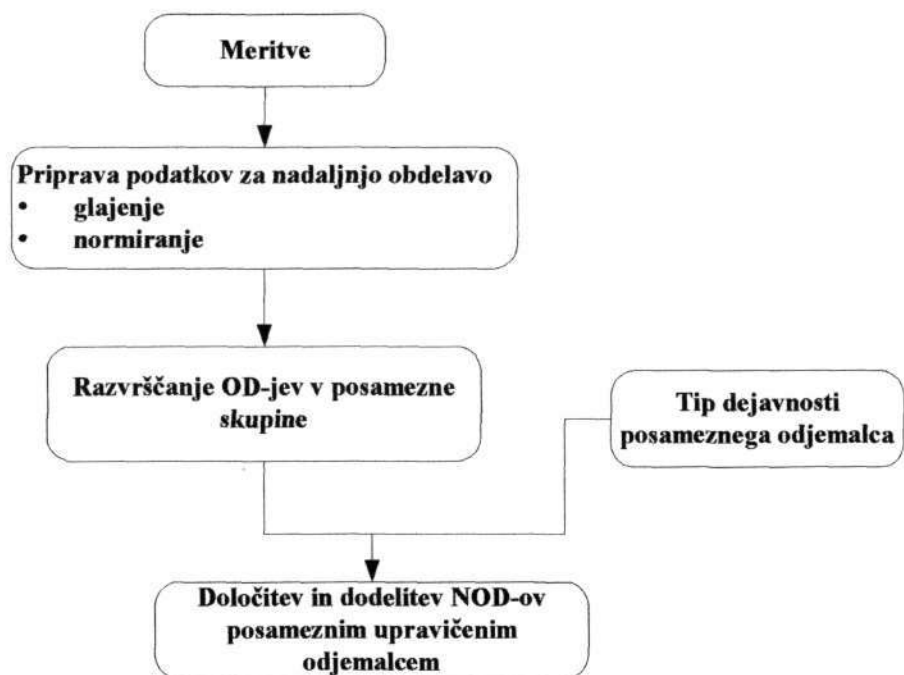 Meritve
Priprava podatkov za nadaljnjo obdelavo
• glajenje
• normiranje
Razvrščanje OD-jev v posamezne
skupine
Tip dejavnosti
posameznega odjemalca
Določitev in dodelitev NOD-ov
posameznim upravičenim
odjemalcem